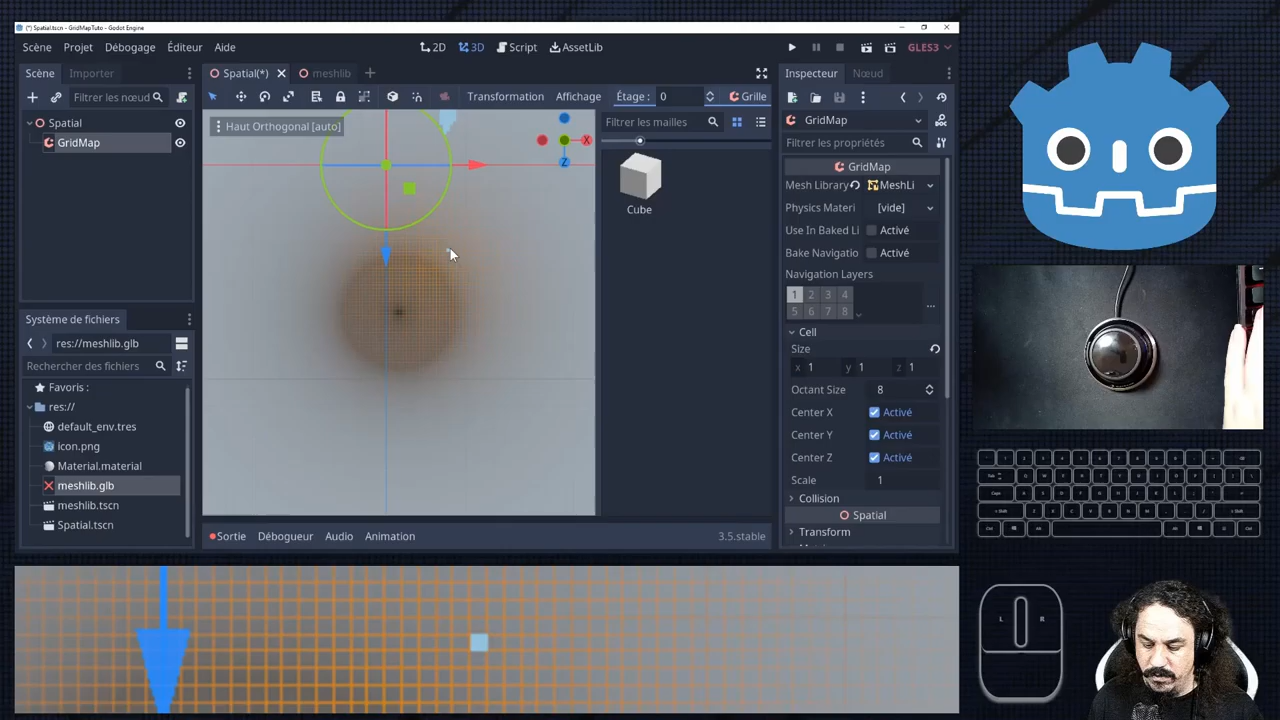 (*) Spatial.tscn - GridMapTuto - Godot Engine
Scène Projet Débogage Éditeur Aide
2D 3D Script AssetLib
GLES3
Scène Importer
Filtrer les nœud
Spatial
GridMap
Système de fichiers
res://meshlib.glb
Rechercher des fichiers
Favoris :
res://
default_env.tres
icon.png
Material.material
meshlib.glb
meshlib.tscn
Spatial.tscn
Spatial(*) meshlib
Transformation Affichage Étage : 0 Grille
Haut Orthogonal [auto]
X
Z
Filtrer les mailles
Cube
Sortie Débogueur Audio Animation 3.5.stable
Inspecteur Nœud
GridMap
Filtrer les propriétés
GridMap
Mesh Library MeshLi
Physics Materi [vide]
Use In Baked Li Activé
Bake Navigatio Activé
Navigation Layers
1 2 3 4
5 6 7 8
...
Cell
Size
x 1 y 1 z 1
Octant Size 8
Center X Activé
Center Y Activé
Center Z Activé
Scale 1
Collision
Spatial
Transform
L R